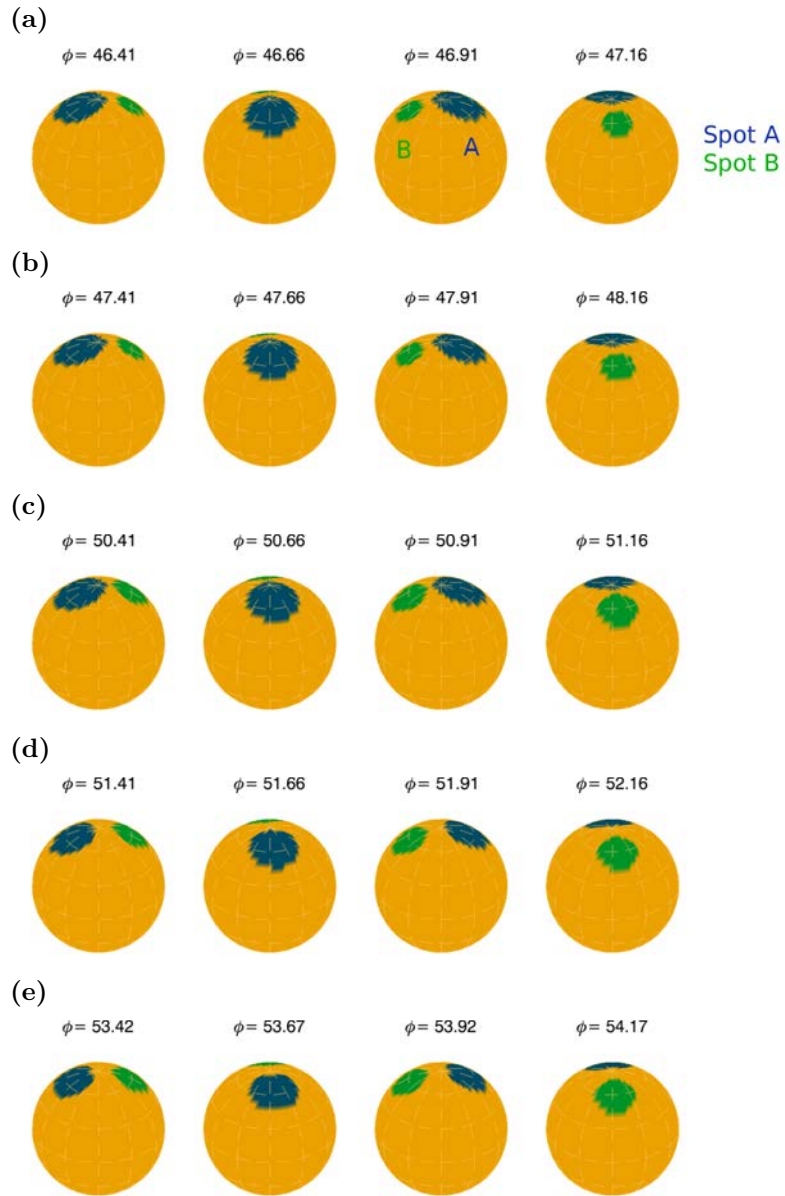 (a)
ϕ= 46.41 ϕ= 46.66 ϕ= 46.91 ϕ= 47.16
B A
Spot A
Spot B
(b)
ϕ= 47.41 ϕ= 47.66 ϕ= 47.91 ϕ= 48.16
(c)
ϕ= 50.41 ϕ= 50.66 ϕ= 50.91 ϕ= 51.16
(d)
ϕ= 51.41 ϕ= 51.66 ϕ= 51.91 ϕ= 52.16
(e)
ϕ= 53.42 ϕ= 53.67 ϕ= 53.92 ϕ= 54.17